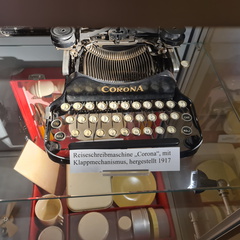 CORONA
Reiseschreibmaschine „Corona", mit
Klappmechanismus, hergestellt 1917